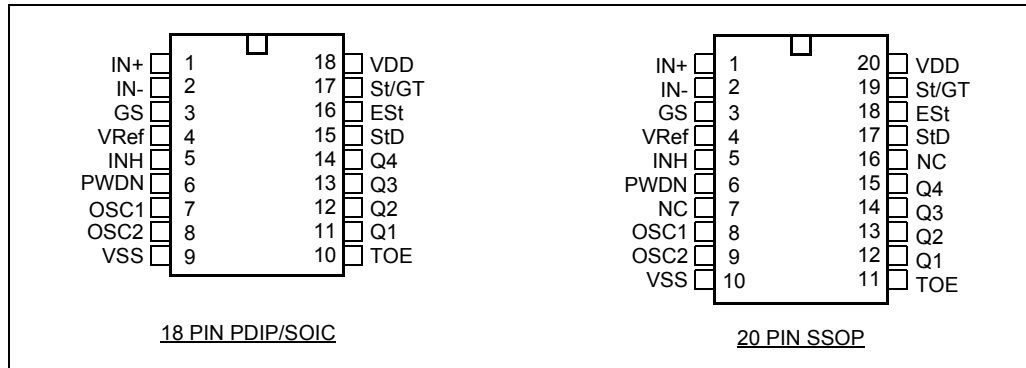 IN+ 1 18 VDD
IN- 2 17 St/GT
GS 3 16 ESt
VRef 4 15 StD
INH 5 14 Q4
PWDN 6 13 Q3
OSC1 7 12 Q2
OSC2 8 11 Q1
VSS 9 10 TOE
18 PIN PDIP/SOIC
IN+ 1 20 VDD
IN- 2 19 St/GT
GS 3 18 ESt
VRef 4 17 StD
INH 5 16 NC
PWDN 6 15 Q4
NC 7 14 Q3
OSC1 8 13 Q2
OSC2 9 12 Q1
VSS 10 11 TOE
20 PIN SSOP